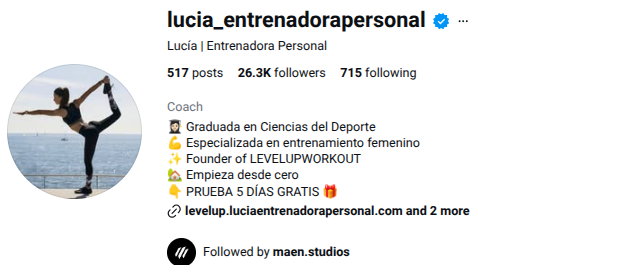 lucia_entrenadorapersonal
Lucía | Entrenadora Personal
517 posts 26.3K followers 715 following
Coach
👩🏻‍🎓 Graduada en Ciencias del Deporte
💪 Especializada en entrenamiento femenino
✨ Founder of LEVELUPWORKOUT
🏡 Empieza desde cero
👇 PRUEBA 5 DÍAS GRATIS 🎁
levelup.luciaentrenadorapersonal.com and 2 more
Followed by maen.studios